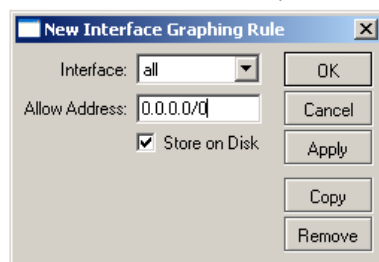 New Interface Graphing Rule
Interface: all OK
Allow Address: 0.0.0.0/0 Cancel
Store on Disk Apply
Copy
Remove